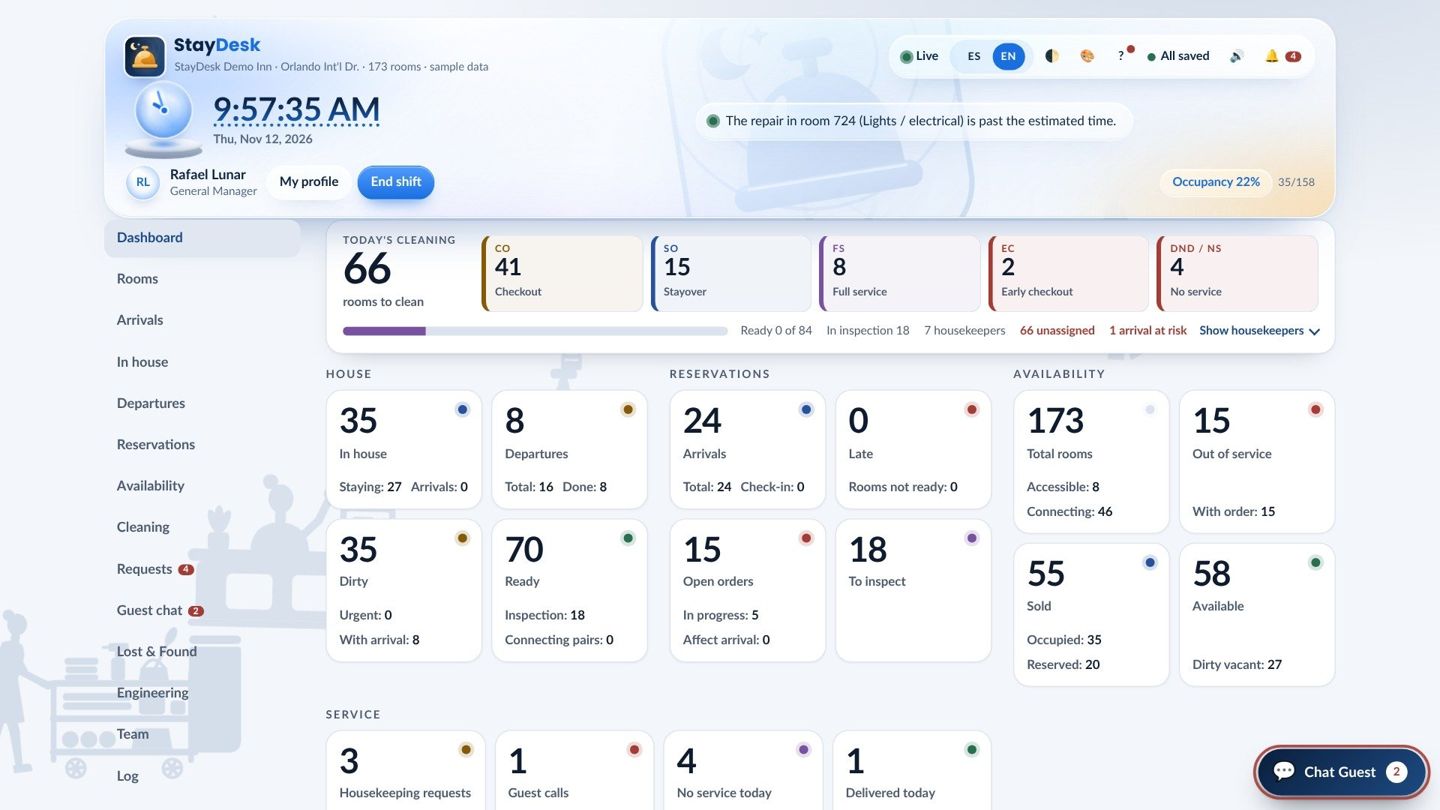 StayDesk
StayDesk Demo Inn · Orlando Int'l Dr. · 173 rooms · sample data
Live ES EN ? All saved 4
9:57:35 AM
Thu, Nov 12, 2026
The repair in room 724 (Lights / electrical) is past the estimated time.
RL Rafael Lunar
General Manager
My profile End shift
Occupancy 22% 35/158
Dashboard
Rooms
Arrivals
In house
Departures
Reservations
Availability
Cleaning
Requests 4
Guest chat 2
Lost & Found
Engineering
Team
Log
TODAY'S CLEANING
66
rooms to clean
CO
41
Checkout
SO
15
Stayover
FS
8
Full service
EC
2
Early checkout
DND / NS
4
No service
Ready 0 of 84 In inspection 18 7 housekeepers 66 unassigned 1 arrival at risk Show housekeepers
HOUSE
35
In house
Staying: 27 Arrivals: 0
8
Departures
Total: 16 Done: 8
35
Dirty
Urgent: 0
With arrival: 8
70
Ready
Inspection: 18
Connecting pairs: 0
RESERVATIONS
24
Arrivals
Total: 24 Check-in: 0
0
Late
Rooms not ready: 0
15
Open orders
In progress: 5
Affect arrival: 0
18
To inspect
AVAILABILITY
173
Total rooms
Accessible: 8
Connecting: 46
15
Out of service
With order: 15
55
Sold
Occupied: 35
Reserved: 20
58
Available
Dirty vacant: 27
SERVICE
3
Housekeeping requests
1
Guest calls
4
No service today
1
Delivered today
Chat Guest 2